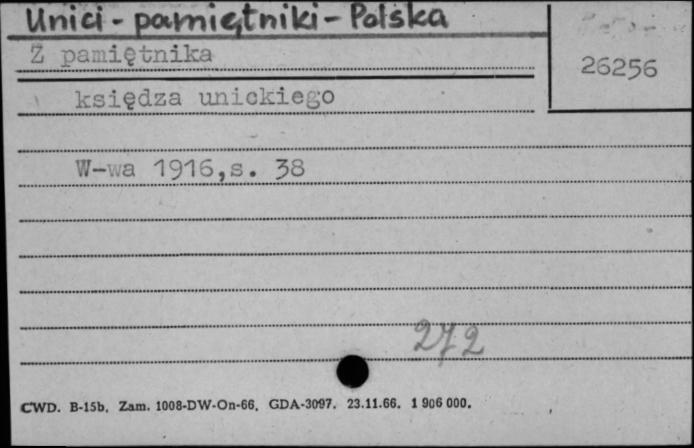 Unici - pamiętniki - Polska
Z pamiętnika
26256
księdza unickiego
W-wa 1916,s. 38
272
CWD. B-15b. Zam. 1008-DW-On-66. GDA-3097. 23.11.66. 1 906 000.